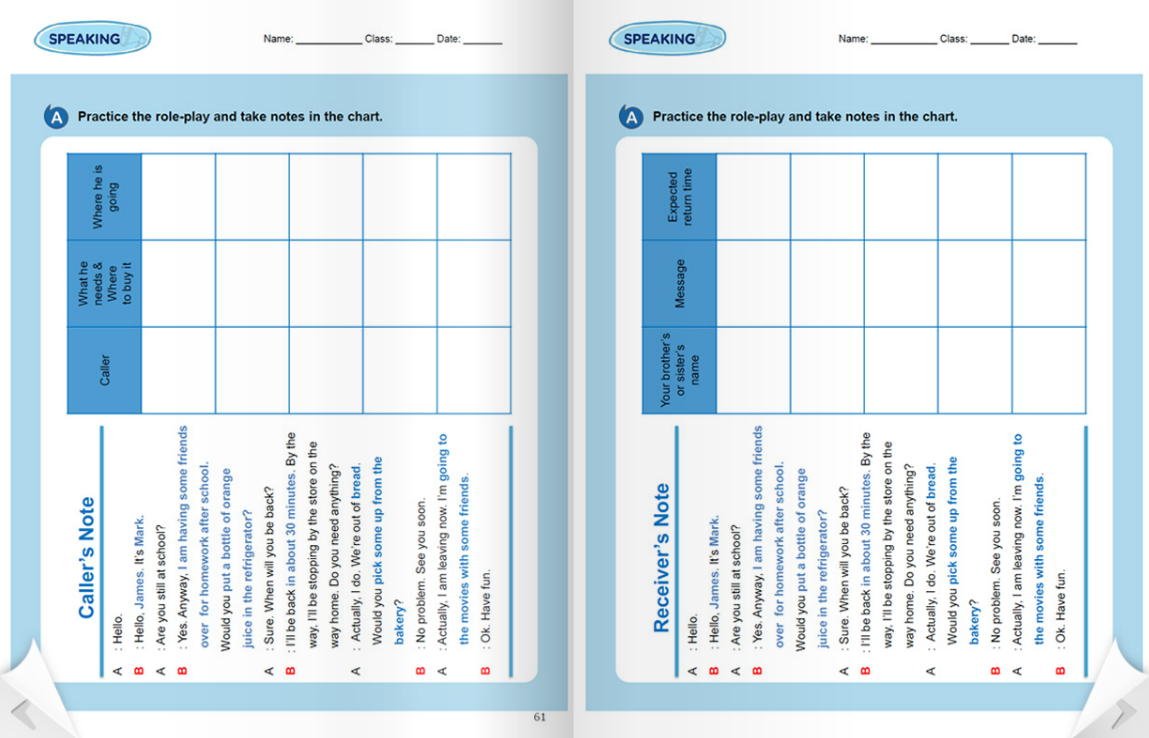 SPEAKING
Name: Class: Date:
A Practice the role-play and take notes in the chart.
Caller's Note
A : Hello.
B : Hello, James. It's Mark.
A : Are you still at school?
B : Yes. Anyway, I am having some friends
over for homework after school.
Would you put a bottle of orange
juice in the refrigerator?
A : Sure. When will you be back?
B : I'll be back in about 30 minutes. By the
way, I'll be stopping by the store on the
way home. Do you need anything?
A : Actually, I do. We're out of bread.
Would you pick some up from the
bakery?
B : No problem. See you soon.
A : Actually, I am leaving now. I'm going to
the movies with some friends.
B : Ok. Have fun.
Caller
What he
needs &
Where
to buy it
Where he is
going
61
SPEAKING
Name: Class: Date:
A Practice the role-play and take notes in the chart.
Receiver's Note
A : Hello.
B : Hello, James. It's Mark.
A : Are you still at school?
B : Yes. Anyway, I am having some friends
over for homework after school.
Would you put a bottle of orange
juice in the refrigerator?
A : Sure. When will you be back?
B : I'll be back in about 30 minutes. By the
way, I'll be stopping by the store on the
way home. Do you need anything?
A : Actually, I do. We're out of bread.
Would you pick some up from the
bakery?
B : No problem. See you soon.
A : Actually, I am leaving now. I'm going to
the movies with some friends.
B : Ok. Have fun.
Your brother's
or sister's
name
Message
Expected
return time